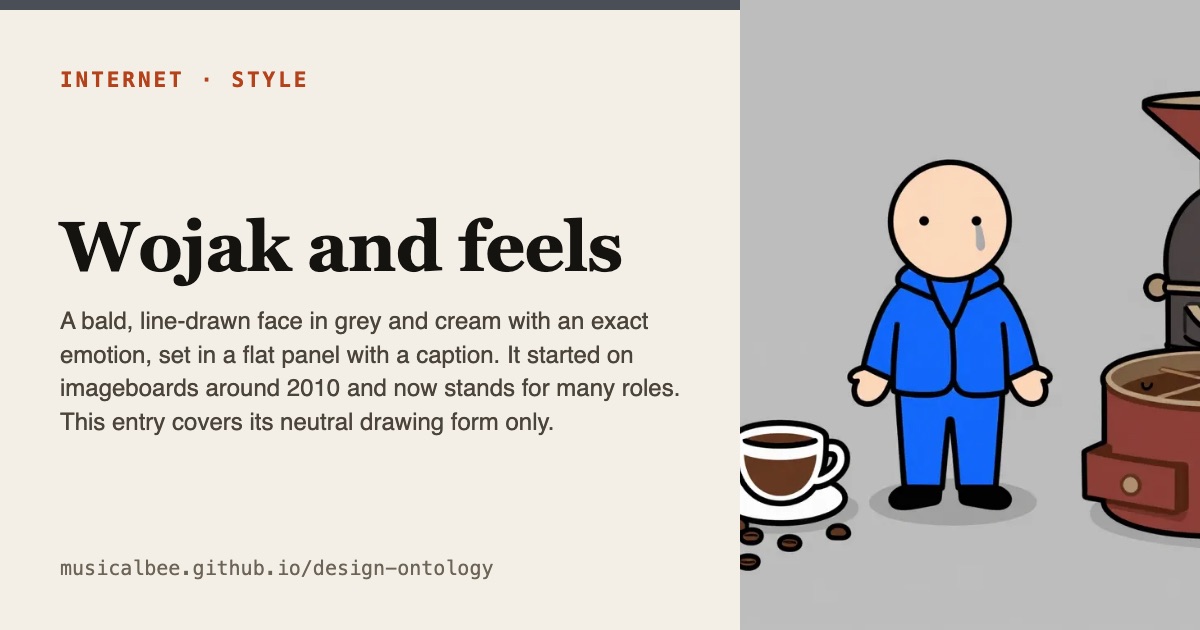 INTERNET · STYLE
Wojak and feels
A bald, line-drawn face in grey and cream with an exact
emotion, set in a flat panel with a caption. It started on
imageboards around 2010 and now stands for many roles.
This entry covers its neutral drawing form only.
musicalbee.github.io/design-ontology